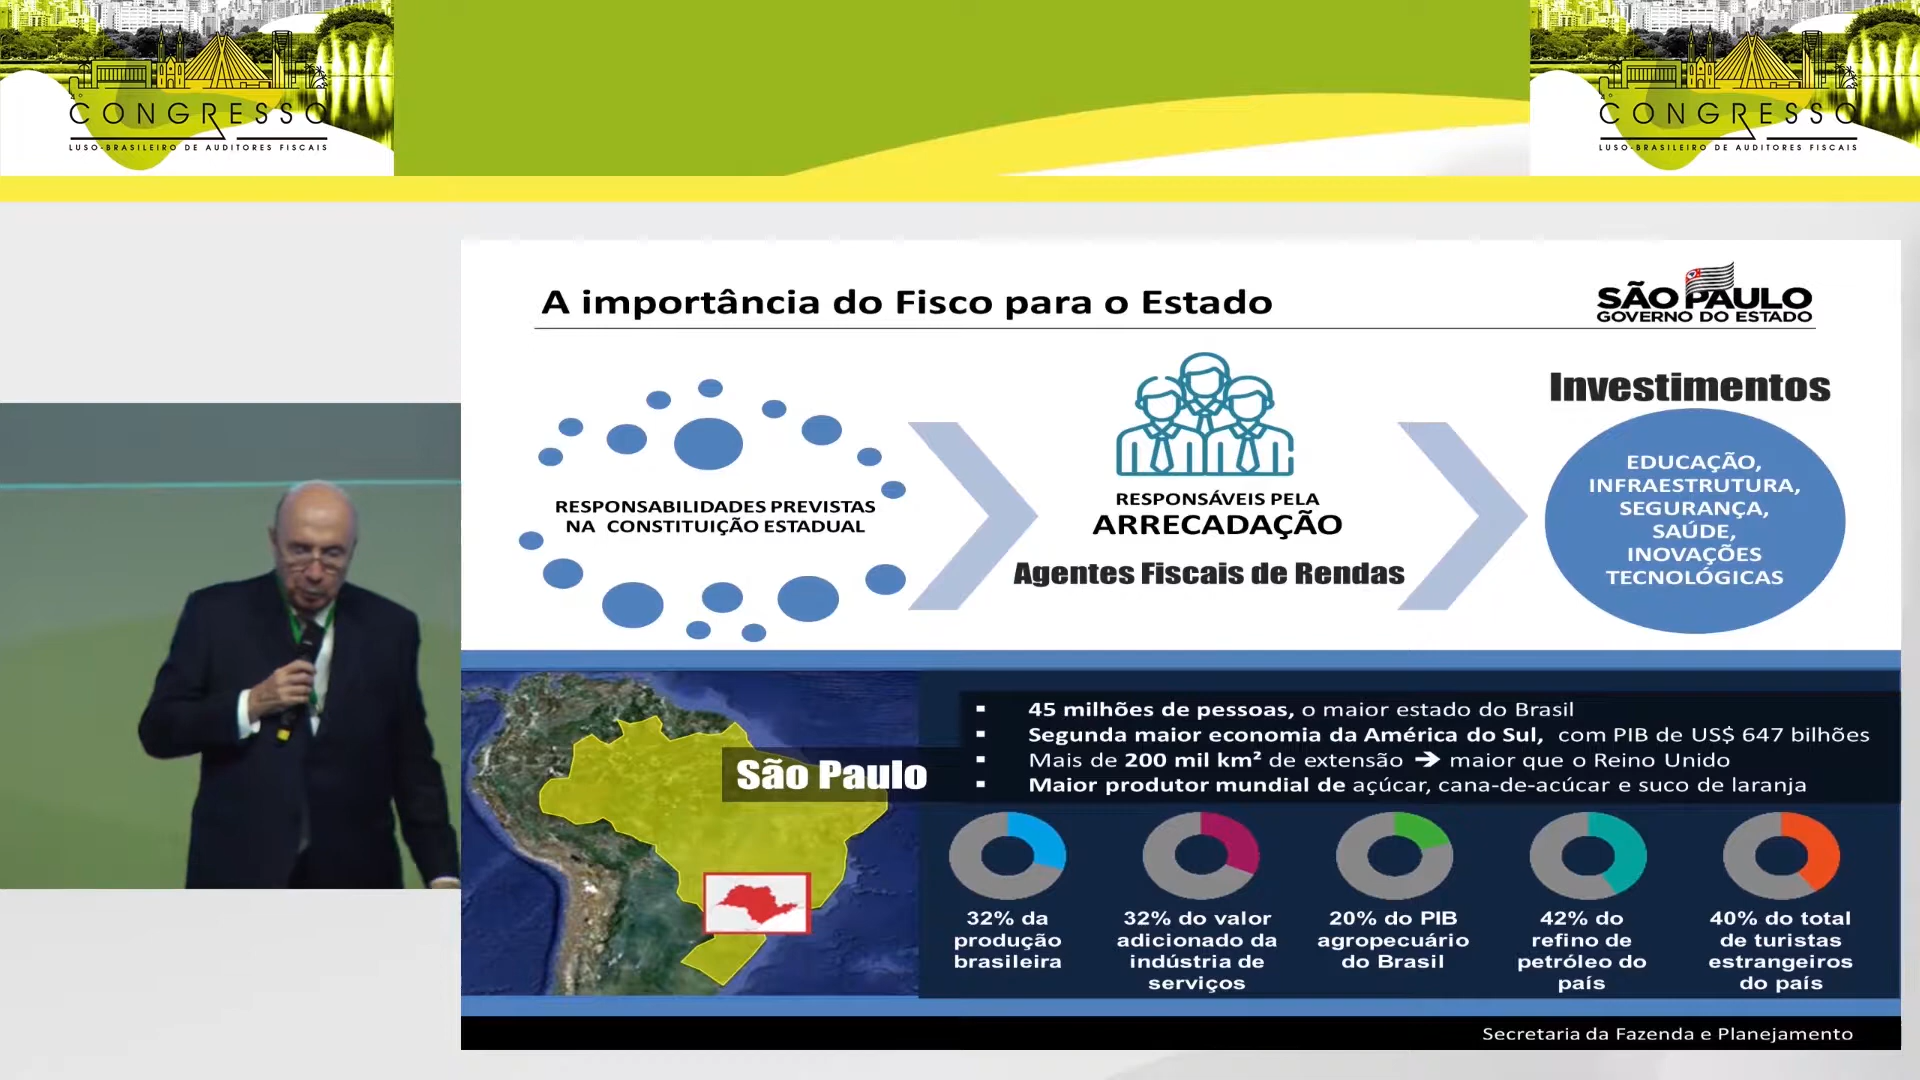 4º
CONGRESSO
LUSO-BRASILEIRO DE AUDITORES FISCAIS
4º
CONGRESSO
LUSO-BRASILEIRO DE AUDITORES FISCAIS
A importância do Fisco para o Estado
SÃO PAULO
GOVERNO DO ESTADO
RESPONSABILIDADES PREVISTAS
NA CONSTITUIÇÃO ESTADUAL
RESPONSÁVEIS PELA
ARRECADAÇÃO
Agentes Fiscais de Rendas
Investimentos
EDUCAÇÃO,
INFRAESTRUTURA,
SEGURANÇA,
SAÚDE,
INOVAÇÕES
TECNOLÓGICAS
São Paulo
▪ 45 milhões de pessoas, o maior estado do Brasil
▪ Segunda maior economia da América do Sul, com PIB de US$ 647 bilhões
▪ Mais de 200 mil km² de extensão ➔ maior que o Reino Unido
▪ Maior produtor mundial de açúcar, cana-de-acúcar e suco de laranja
32% da
produção
brasileira
32% do valor
adicionado da
indústria de
serviços
20% do PIB
agropecuário
do Brasil
42% do
refino de
petróleo do
país
40% do total
de turistas
estrangeiros
do país
Secretaria da Fazenda e Planejamento